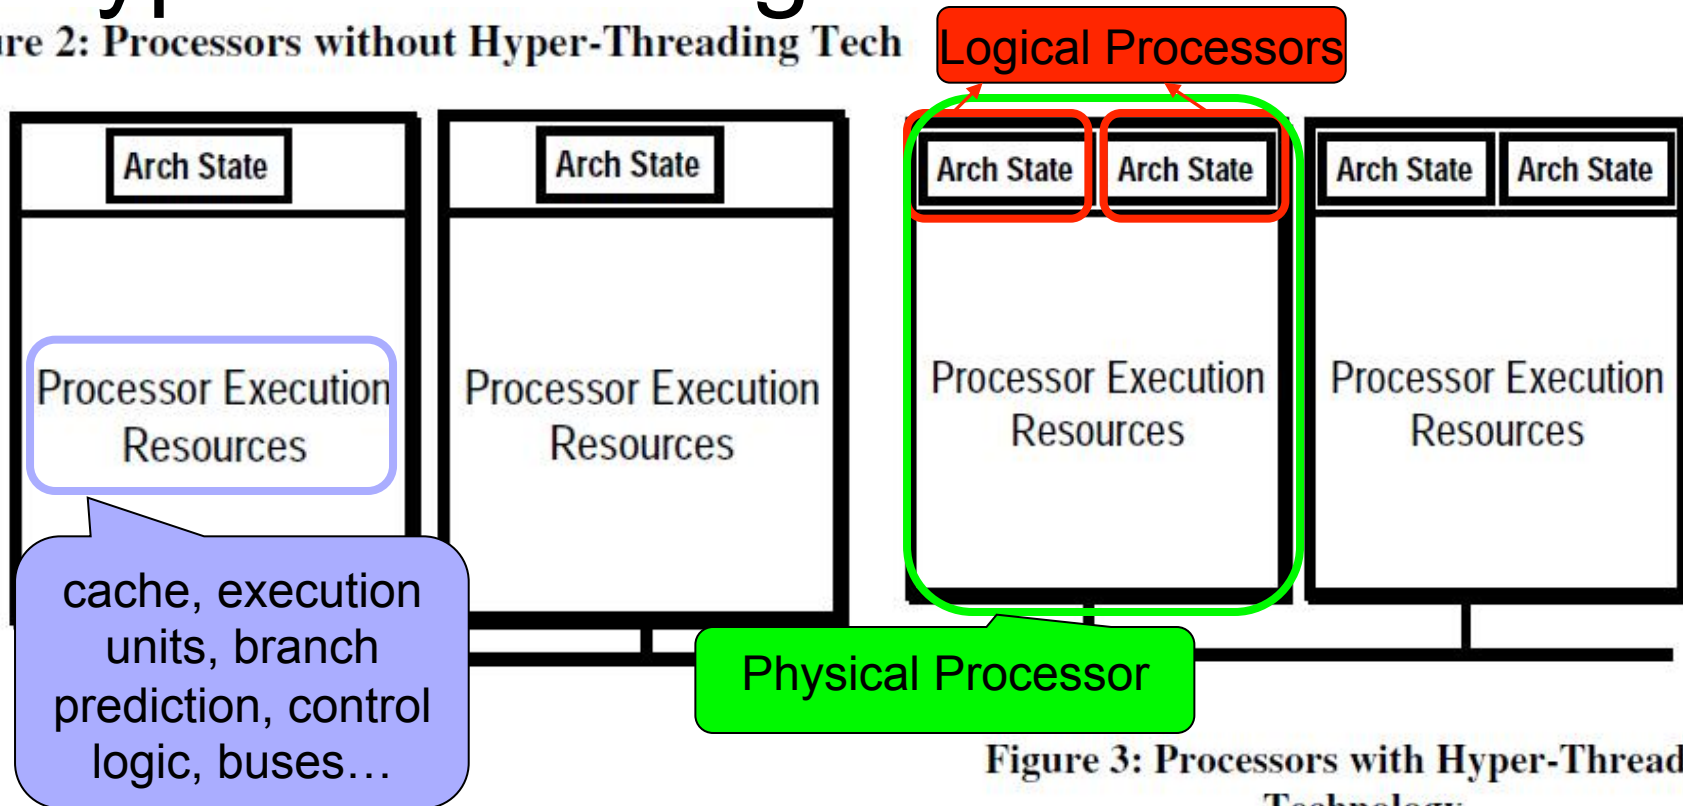 2: Processors without Hyper-Threading Tech
Logical Processors
Arch State
Arch State
Arch State
Arch State
Arch State
Arch State
Processor Execution
Resources
Processor Execution
Resources
Processor Execution
Resources
Processor Execution
Resources
cache, execution
units, branch
prediction, control
logic, buses…
Physical Processor
Figure 3: Processors with Hyper-Thread
Technology